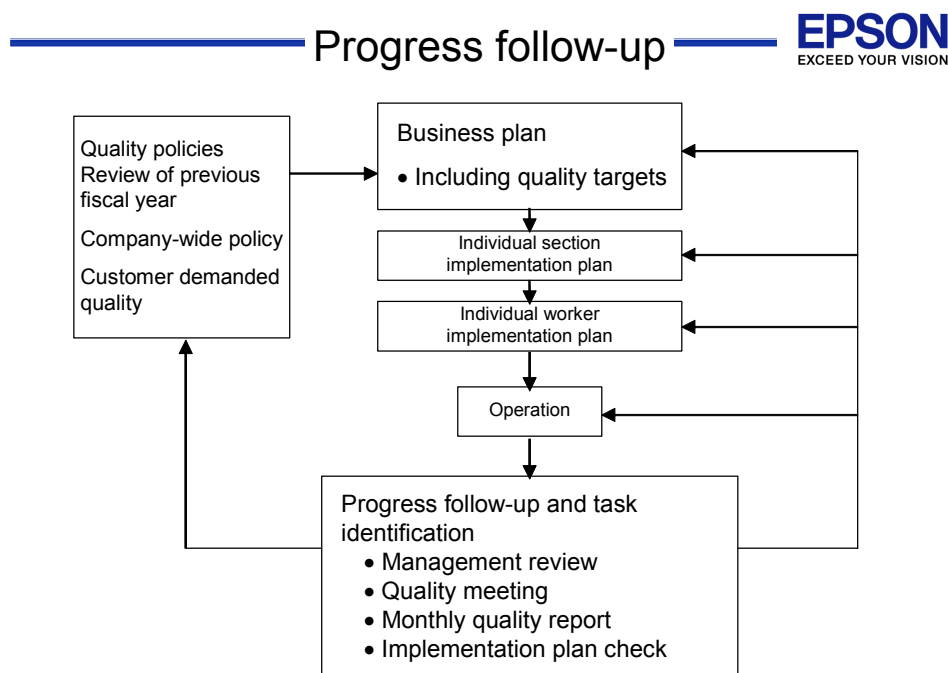 Progress follow-up
EPSON
EXCEED YOUR VISION
Quality policies
Review of previous
fiscal year
Company-wide policy
Customer demanded
quality
Business plan
• Including quality targets
Individual section
implementation plan
Individual worker
implementation plan
Operation
Progress follow-up and task
identification
• Management review
• Quality meeting
• Monthly quality report
• Implementation plan check